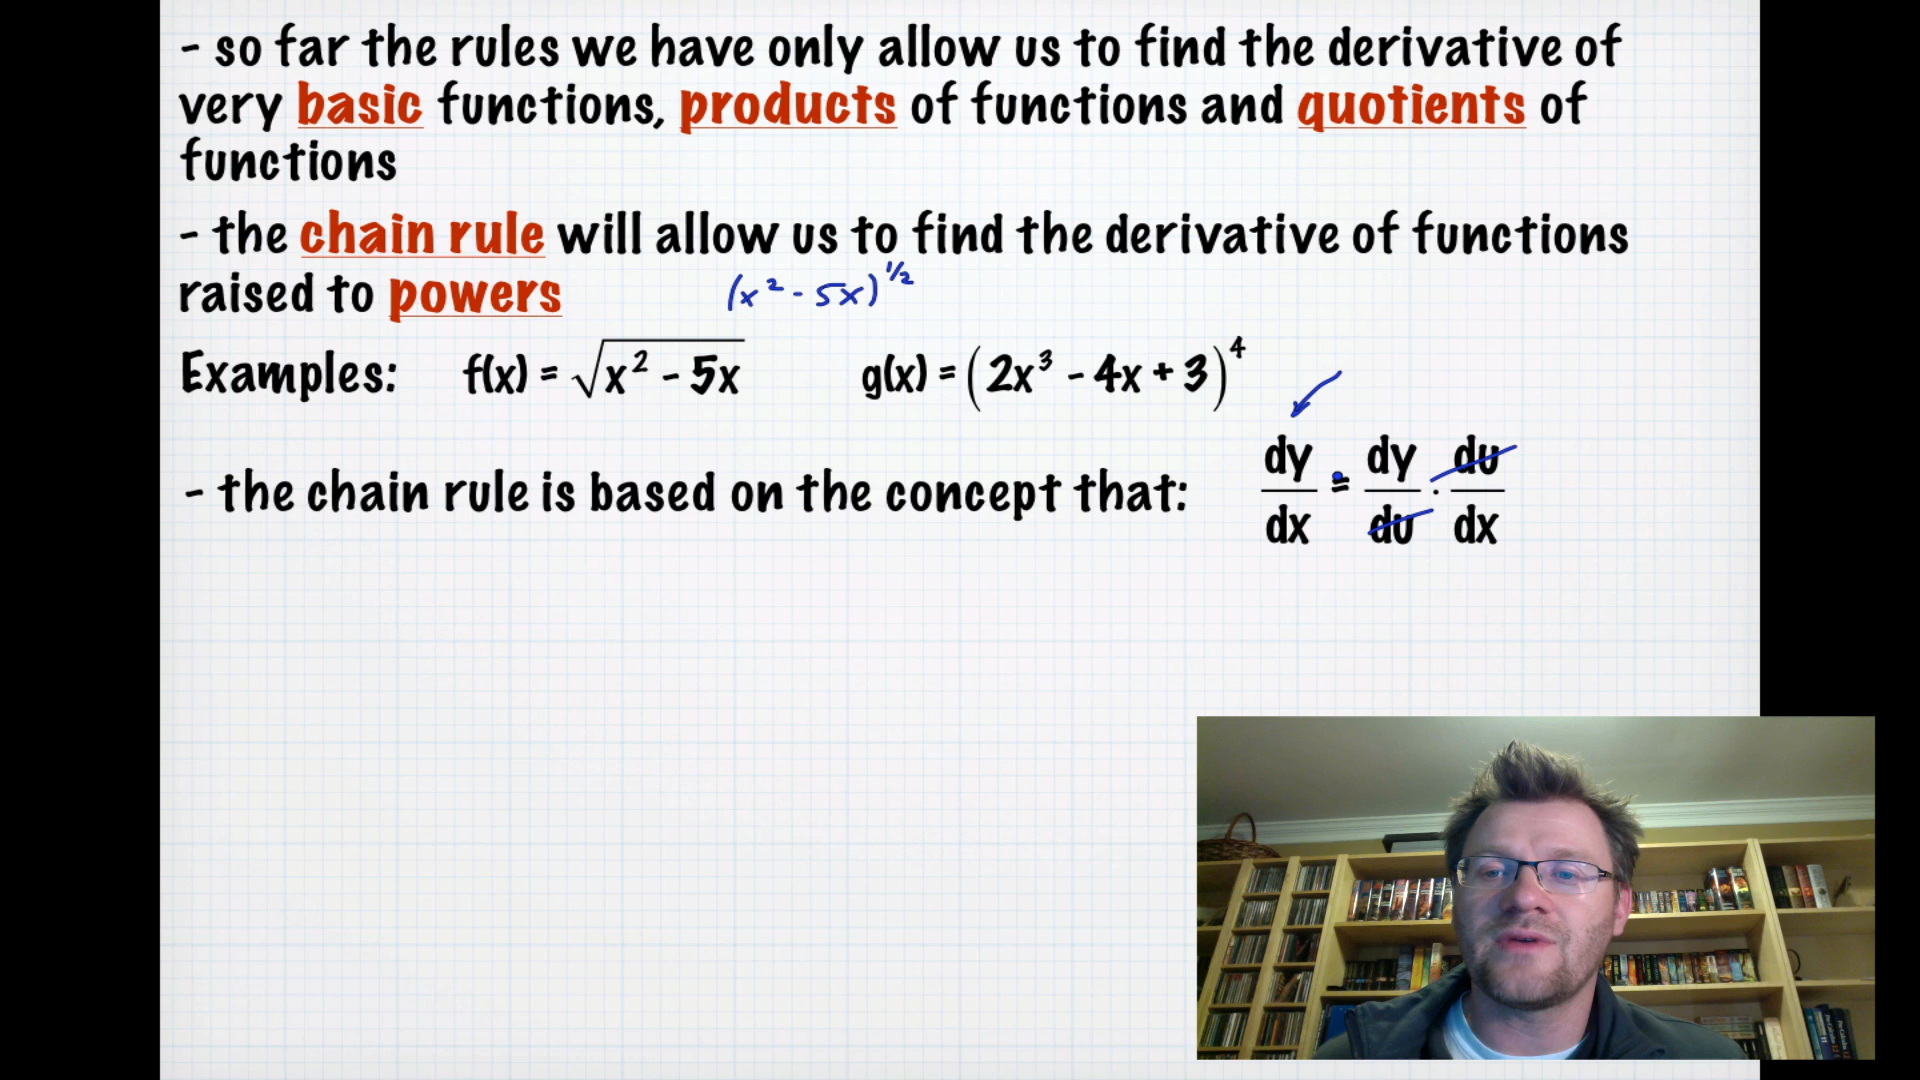 - so far the rules we have only allow us to find the derivative of
very basic functions, products of functions and quotients of
functions
- the chain rule will allow us to find the derivative of functions
raised to powers
(x² - 5x)^½
Examples: f(x) = √(x² - 5x) g(x) = (2x³ - 4x + 3)⁴
- the chain rule is based on the concept that: dy/dx = dy/du · du/dx